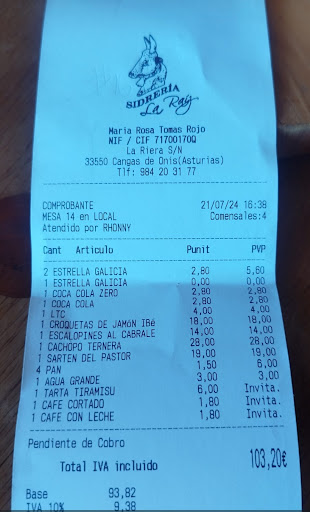 SIDRERÍA
La Ray
Maria Rosa Tomas Rojo
NIF / CIF 71700170Q
La Riera S/N
33550 Cangas de Onis(Asturias)
Tlf: 984 20 31 77
COMPROBANTE 21/07/24 16:38
MESA 14 en LOCAL Comensales:4
Atendido por RHONNY
Cant Articulo Punit PVP
2 ESTRELLA GALICIA 2,80 5,60
1 ESTRELLA GALICIA 0,00 0,00
1 COCA COLA ZERO 2,80 2,80
1 COCA COLA 2,80 2,80
1 LTC 4,00 4,00
1 CROQUETAS DE JAMÓN IBé 18,00 18,00
1 ESCALOPINES AL CABRALE 14,00 14,00
1 CACHOPO TERNERA 28,00 28,00
1 SARTEN DEL PASTOR 19,00 19,00
4 PAN 1,50 6,00
1 AGUA GRANDE 3,00 3,00
1 TARTA TIRAMISU 6,00 Invita.
1 CAFE CORTADO 1,80 Invita.
1 CAFE CON LECHE 1,80 Invita.
Pendiente de Cobro
Total IVA incluido 103,20€
Base 93,82
IVA 10% 9,38